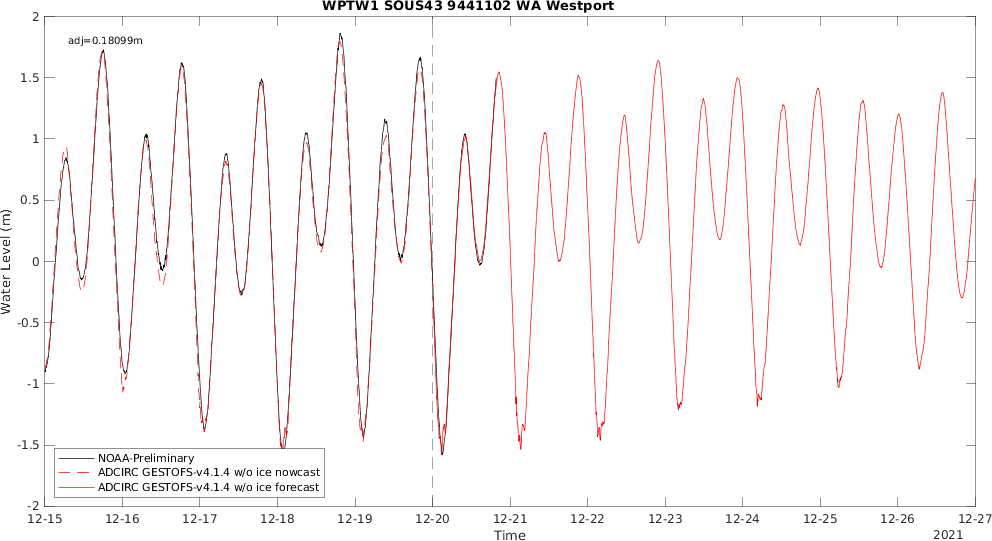 WPTW1 SOUS43 9441102 WA Westport
adj=0.18099m
2
1.5
1
0.5
0
-0.5
-1
-1.5
-2
Water Level (m)
NOAA-Preliminary
ADCIRC GESTOFS-v4.1.4 w/o ice nowcast
ADCIRC GESTOFS-v4.1.4 w/o ice forecast
12-15 12-16 12-17 12-18 12-19 12-20 12-21 12-22 12-23 12-24 12-25 12-26 12-27
Time
2021